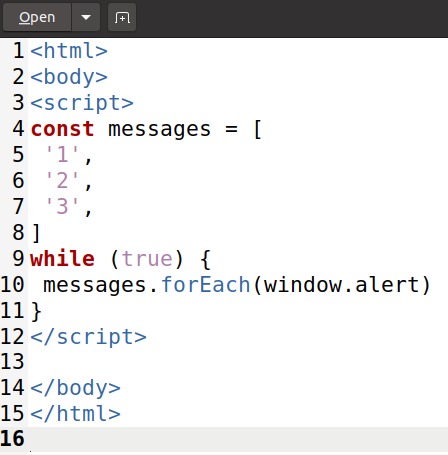 Open
1 <html>
2 <body>
3 <script>
4 const messages = [
5  '1',
6  '2',
7  '3',
8 ]
9 while (true) {
10  messages.forEach(window.alert)
11 }
12 </script>
13
14 </body>
15 </html>
16